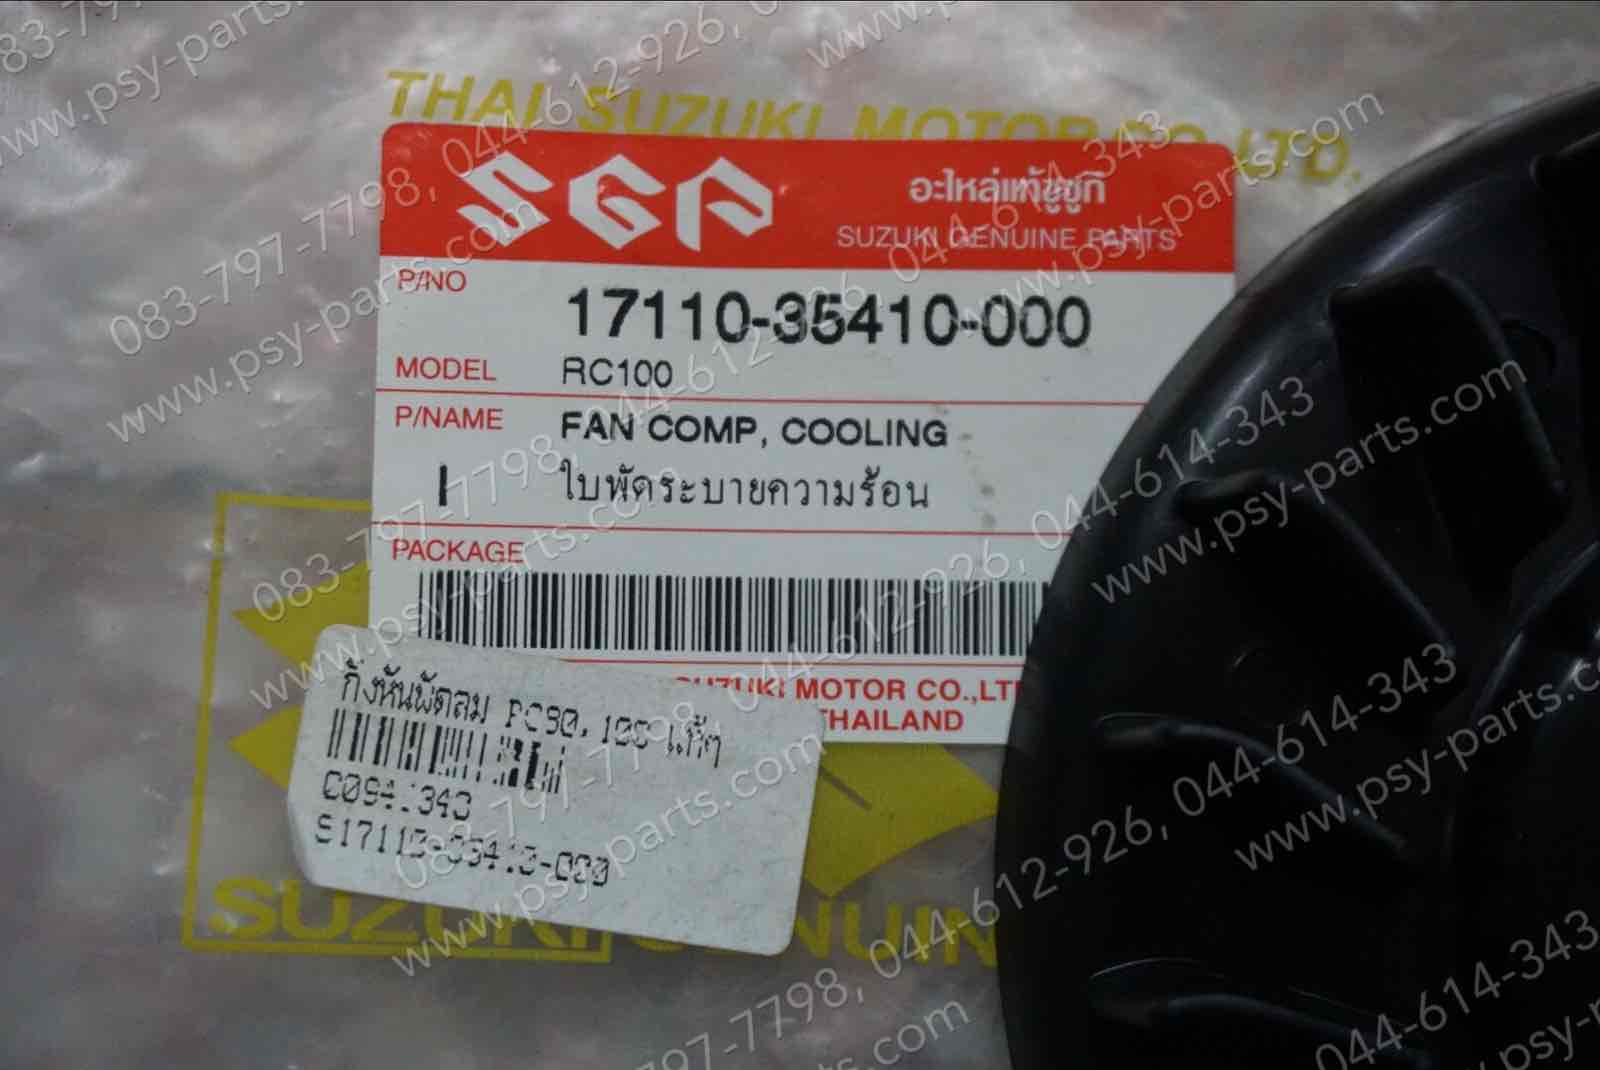 THAI SUZUKI MOTOR CO.,LTD.
SGP
อะไหล่แท้ซูซูกิ
SUZUKI GENUINE PARTS
P/NO 17110-35410-000
MODEL RC100
P/NAME FAN COMP, COOLING
1 ใบพัดระบายความร้อน
PACKAGE
SUZUKI MOTOR CO.,LT
THAILAND
กังหันพัดลม RC80, 100 แท้ๆ
S17110-35410-000
SUZUKI GENUIN
083-797-7798, 044-612-926, 044-614-343
www.psy-parts.com